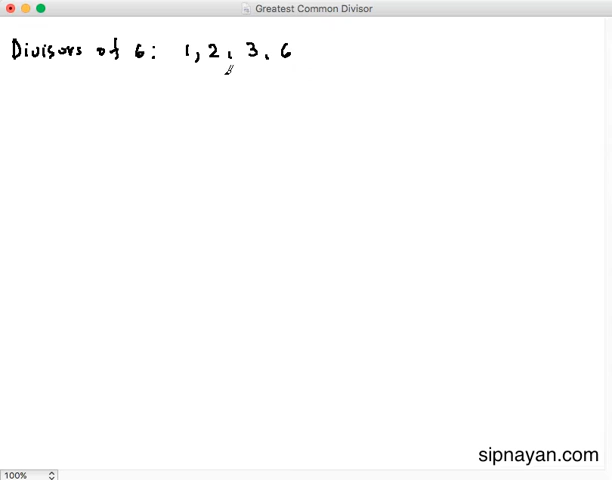 Greatest Common Divisor
Divisors of 6: 1, 2, 3, 6
sipnayan.com
100%